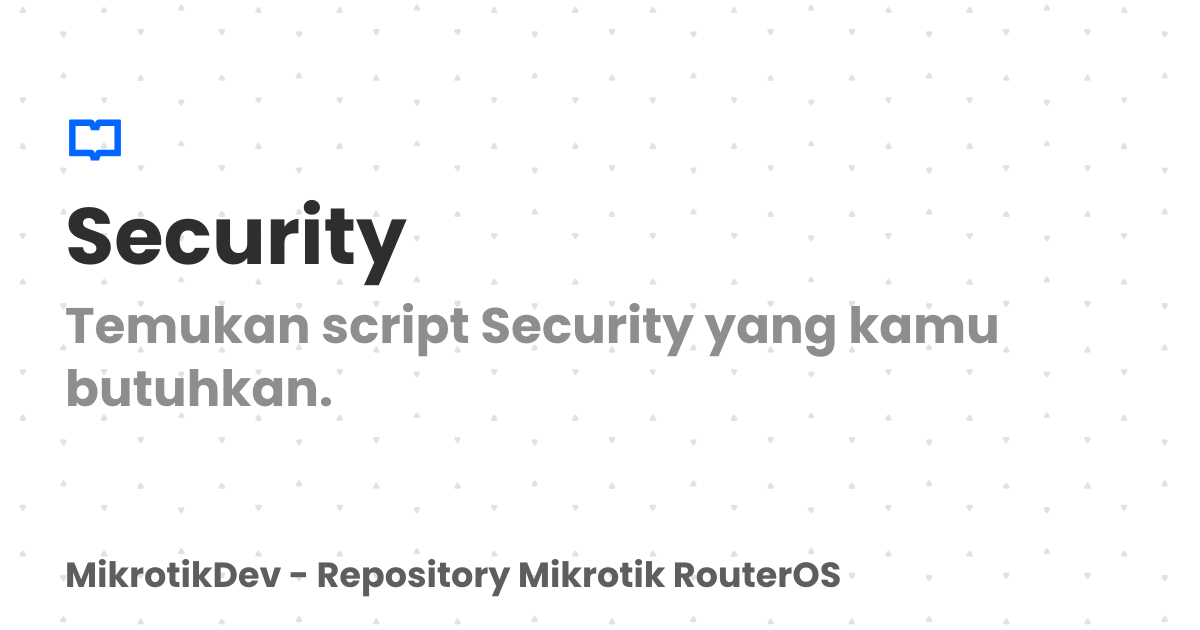 Security
Temukan script Security yang kamu
butuhkan.
MikrotikDev - Repository Mikrotik RouterOS